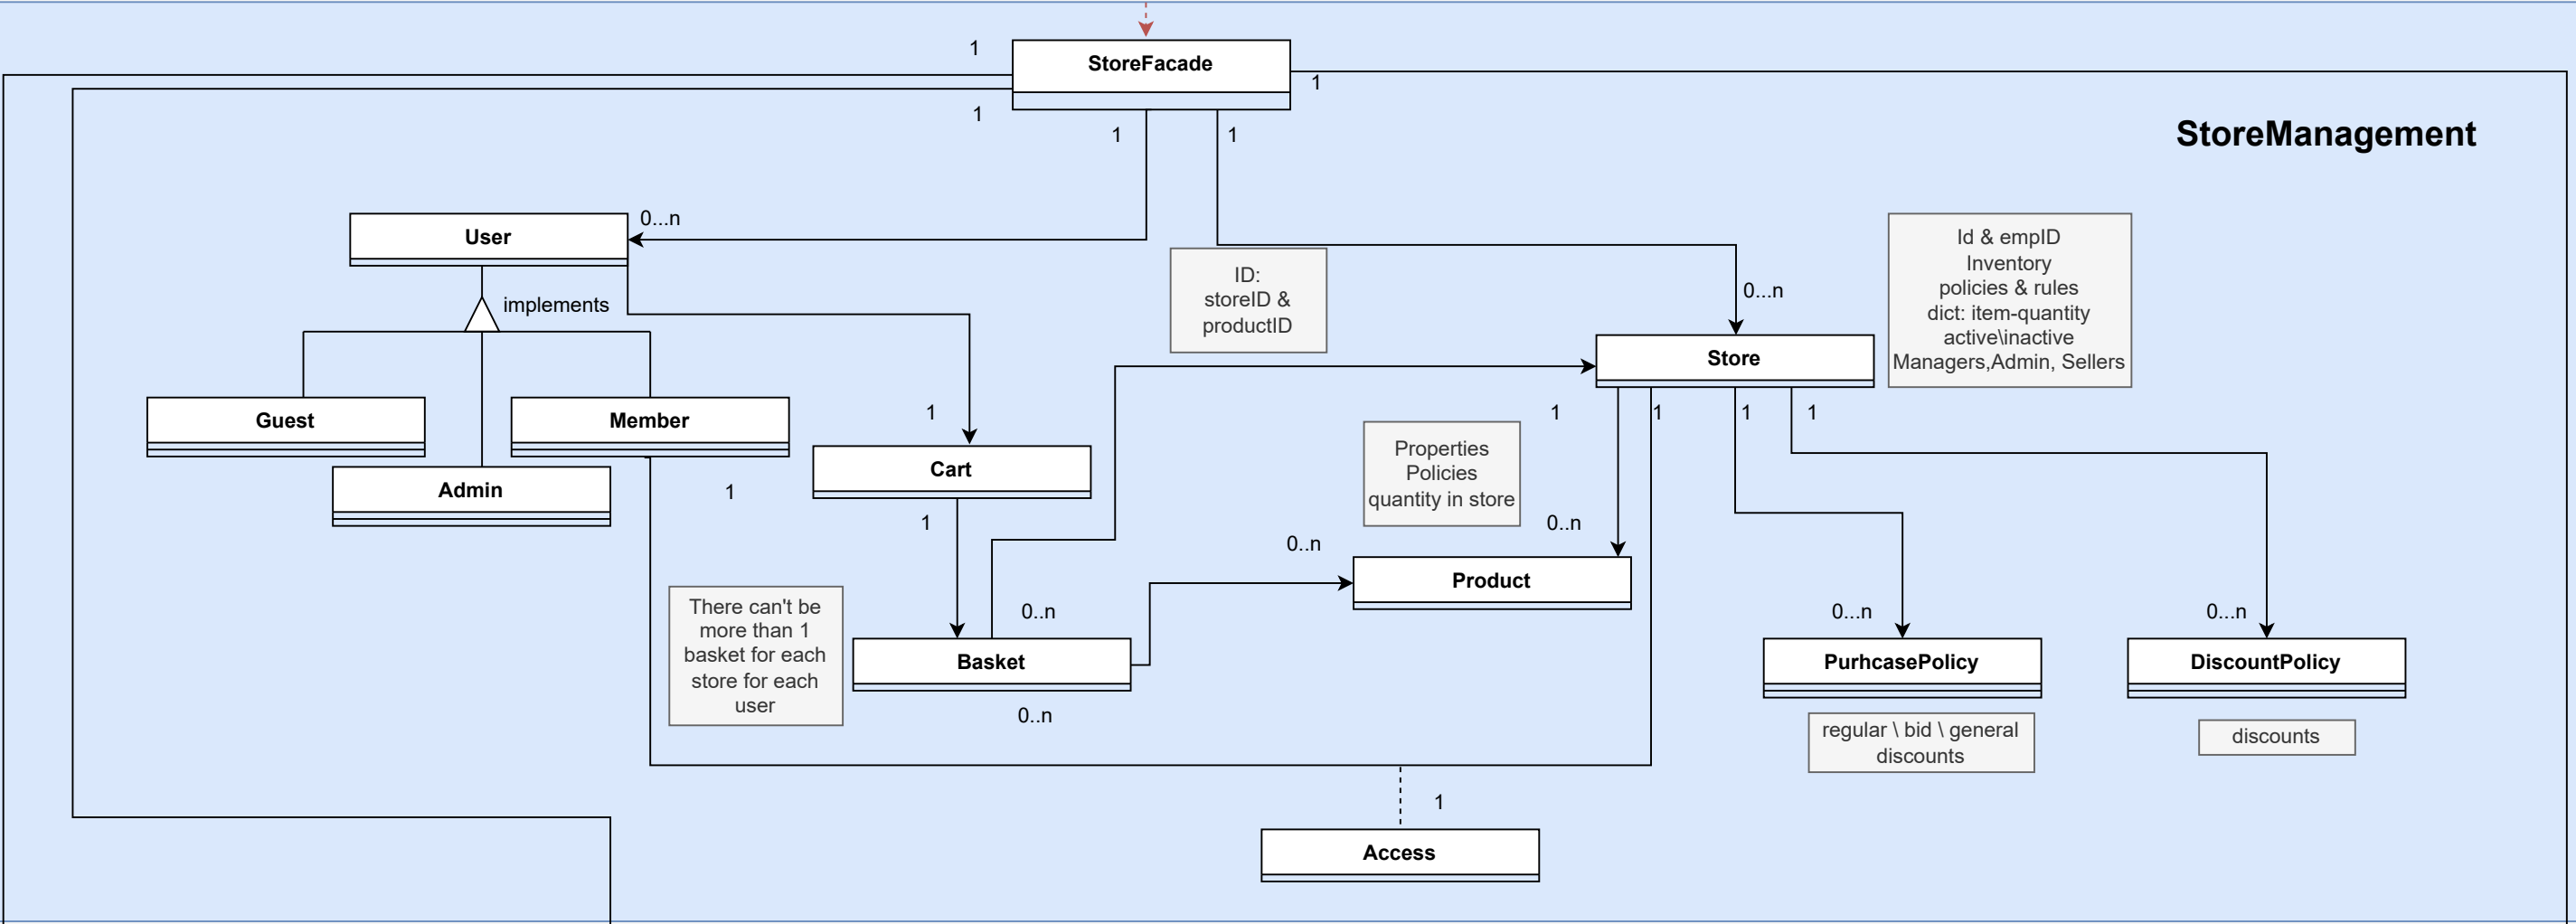 1
StoreFacade
1
1
1
1
StoreManagement
User
0...n
implements
ID:
storeID &
productID
0...n
Id & empID
Inventory
policies & rules
dict: item-quantity
active\inactive
Managers,Admin, Sellers
Store
Guest
Member
Admin
1
1
Cart
1
1
1
1
1
Properties
Policies
quantity in store
0..n
0..n
Product
There can't be
more than 1
basket for each
store for each
user
0..n
Basket
0..n
0...n
PurhcasePolicy
regular \ bid \ general
discounts
0...n
DiscountPolicy
discounts
1
Access